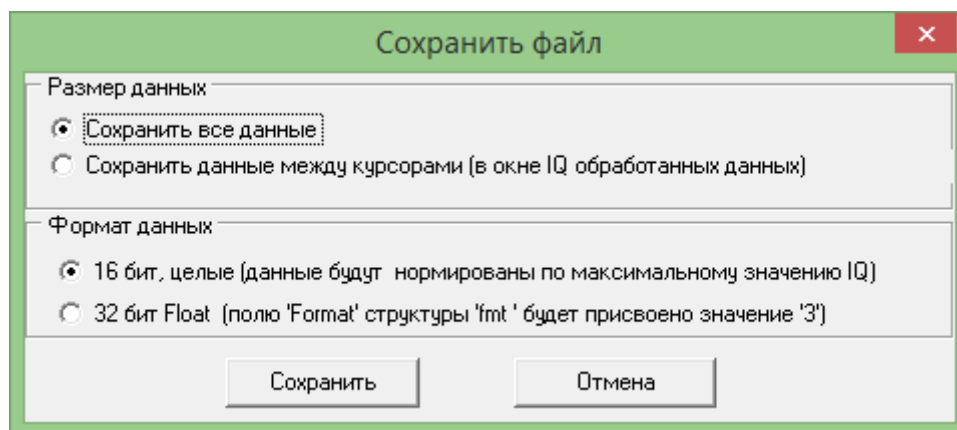 Сохранить файл
Размер данных
Сохранить все данные
Сохранить данные между курсорами (в окне IQ обработанных данных)
Формат данных
16 бит, целые (данные будут  нормированы по максимальному значению IQ)
32 бит Float  (полю 'Format' структуры 'fmt ' будет присвоено значение '3')
Сохранить
Отмена